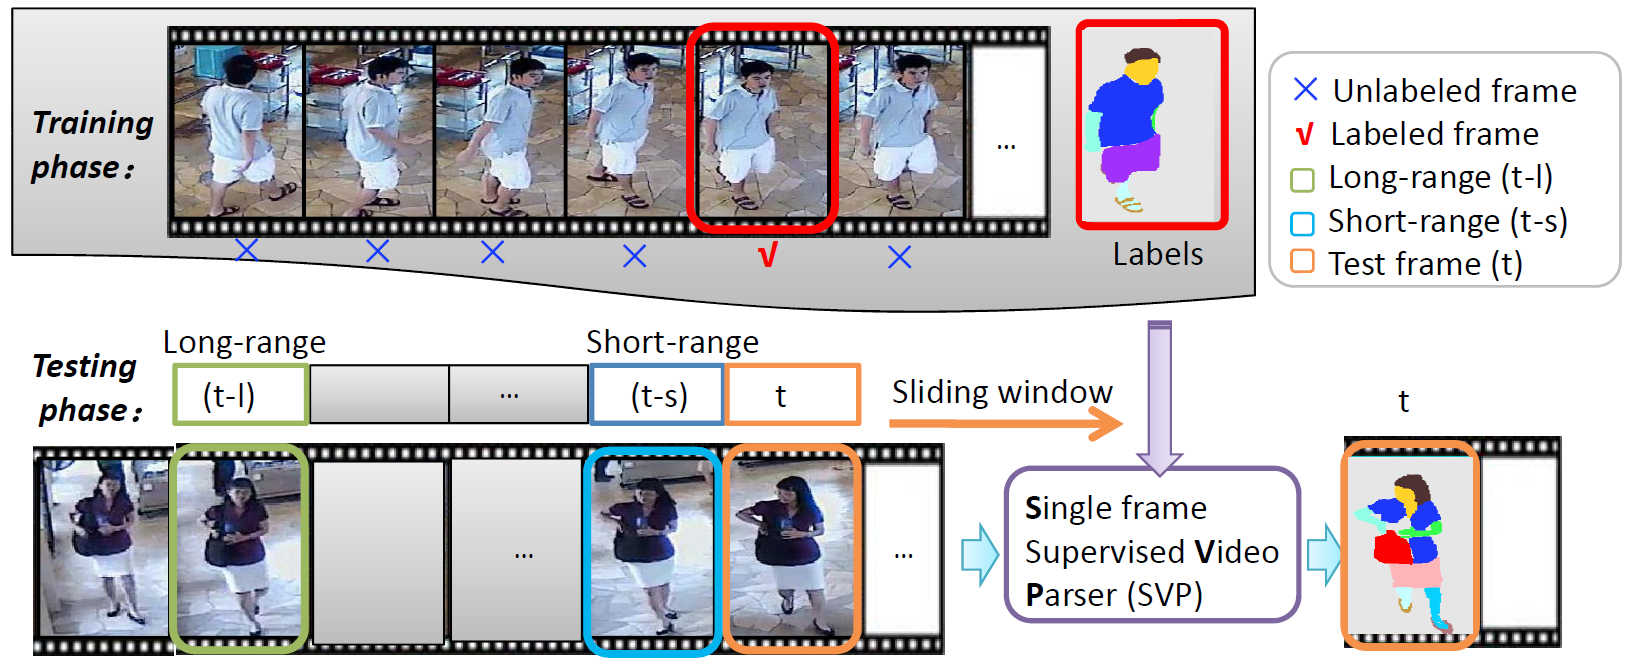 Training
phase:
...
Labels
Unlabeled frame
√ Labeled frame
Long-range (t-l)
Short-range (t-s)
Test frame (t)
Testing
phase:
Long-range
Short-range
(t-l)
...
(t-s)
t
Sliding window
t
...
...
Single frame
Supervised Video
Parser (SVP)